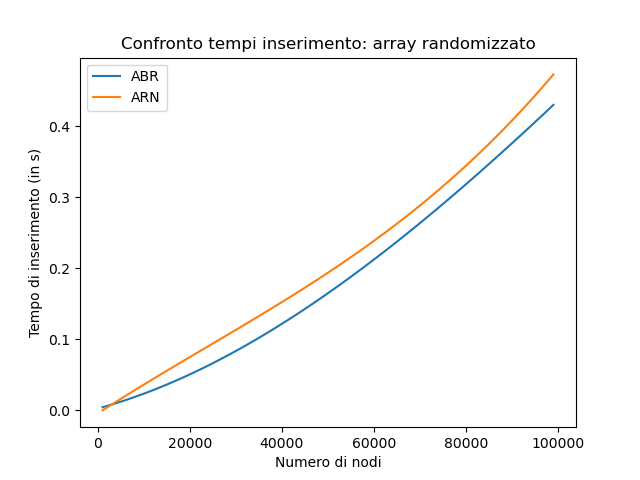 Confronto tempi inserimento: array randomizzato
ABR
ARN
Tempo di inserimento (in s)
0.4
0.3
0.2
0.1
0.0
0 20000 40000 60000 80000 100000
Numero di nodi